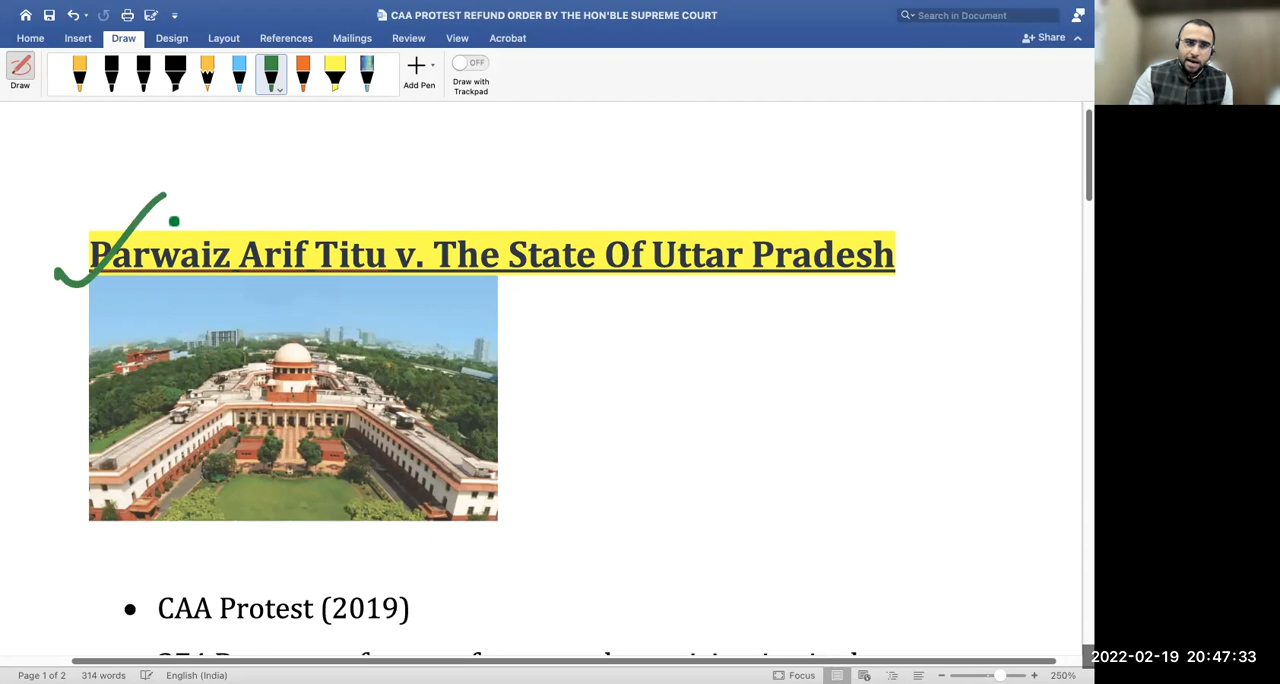 CAA PROTEST REFUND ORDER BY THE HON'BLE SUPREME COURT
Search in Document
Home Insert Draw Design Layout References Mailings Review View Acrobat
Share
Draw
Add Pen
OFF
Draw with
Trackpad
Parwaiz Arif Titu v. The State Of Uttar Pradesh
• CAA Protest (2019)
2022-02-19 20:47:33
Page 1 of 2 314 words English (India) Focus 250%